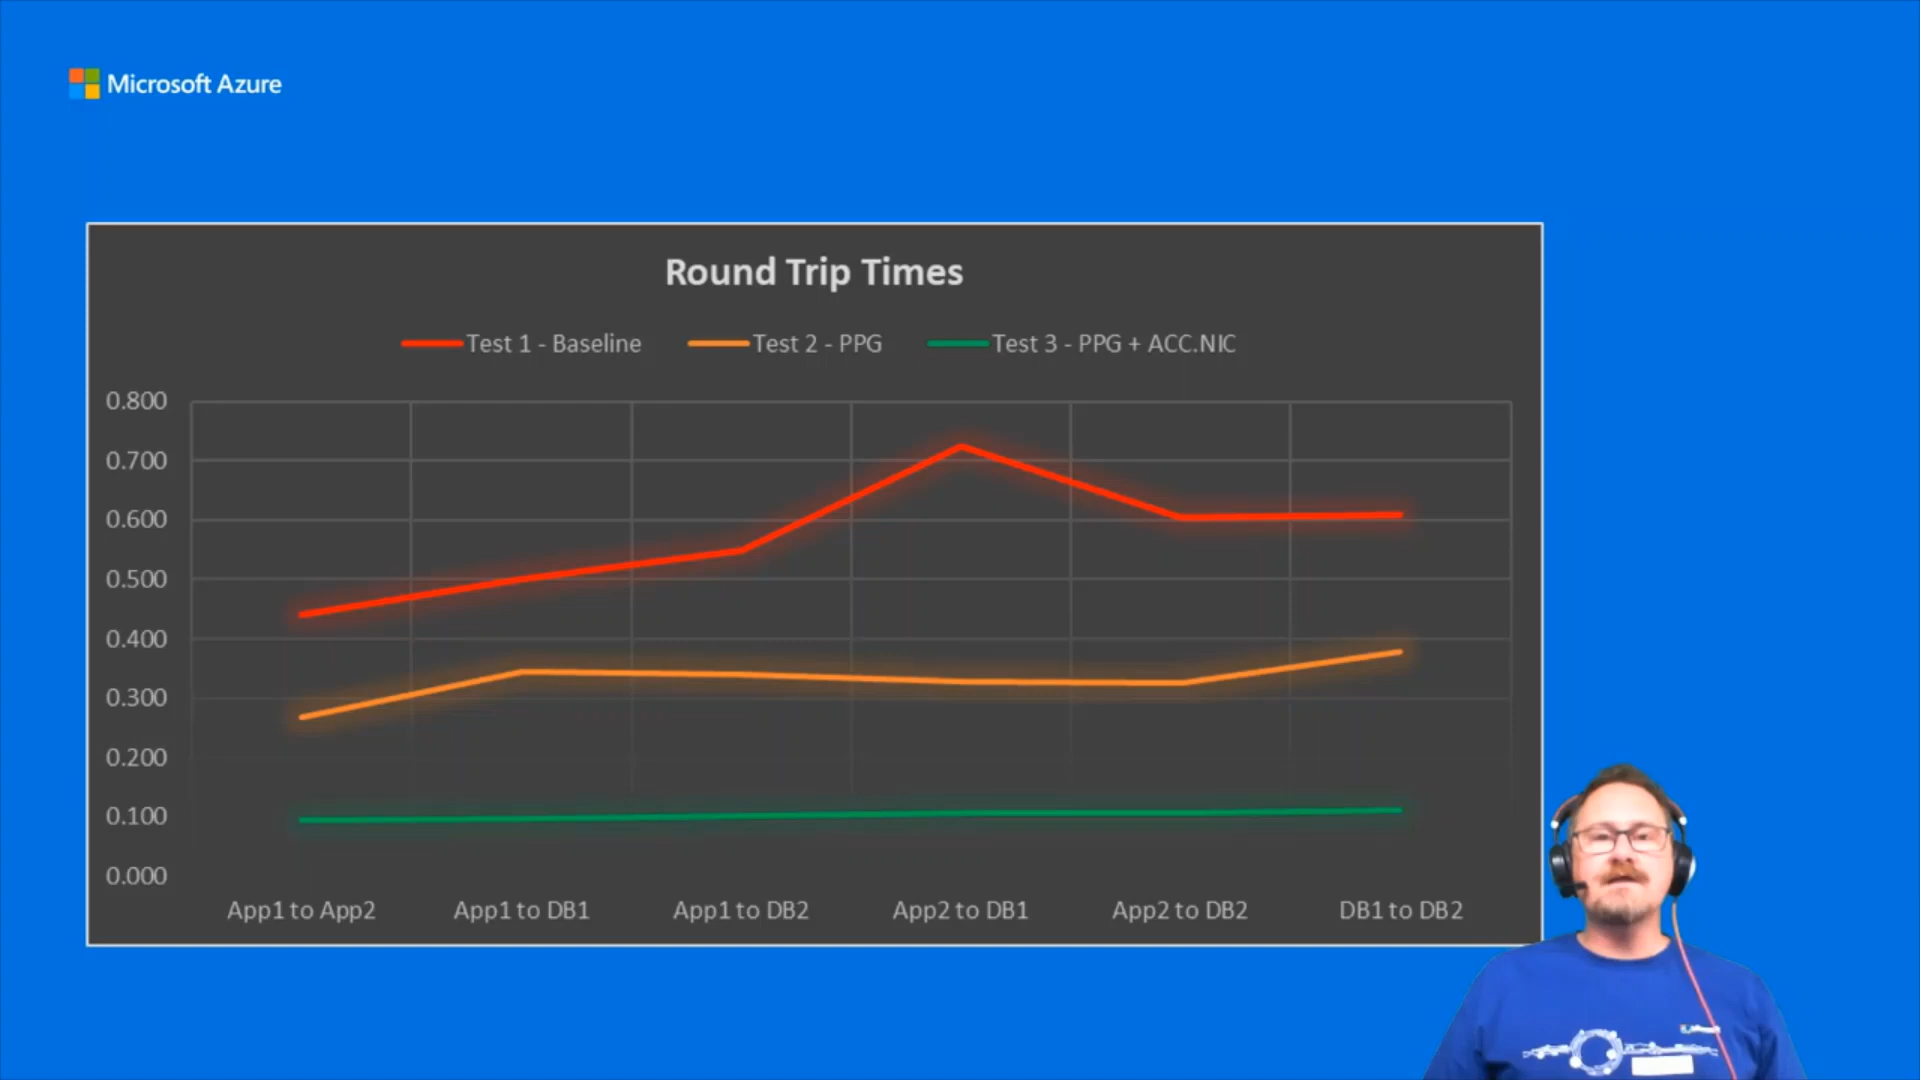 Microsoft Azure
Round Trip Times
Test 1 - Baseline Test 2 - PPG Test 3 - PPG + ACC.NIC
0.800
0.700
0.600
0.500
0.400
0.300
0.200
0.100
0.000
App1 to App2 App1 to DB1 App1 to DB2 App2 to DB1 App2 to DB2 DB1 to DB2